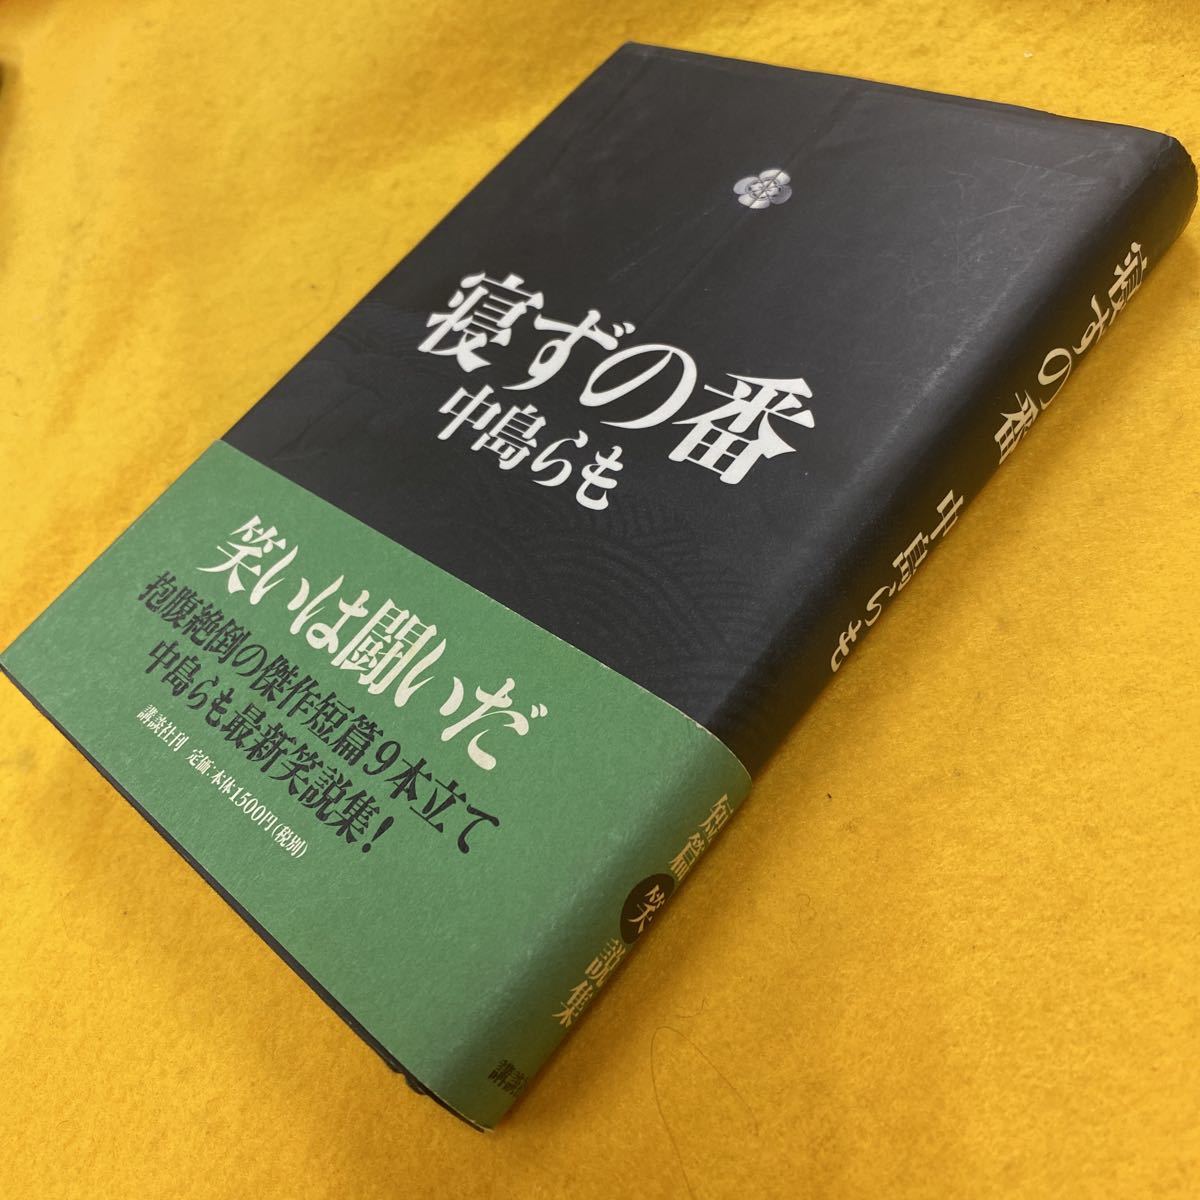 寝ずの番
中島らも
笑いは闘いだ
抱腹絶倒の傑作短篇9本立て
中島らも最新笑説集!
講談社刊 定価:本体1500円(税別)
寝ずの番 中島らも
短篇笑説集
講談